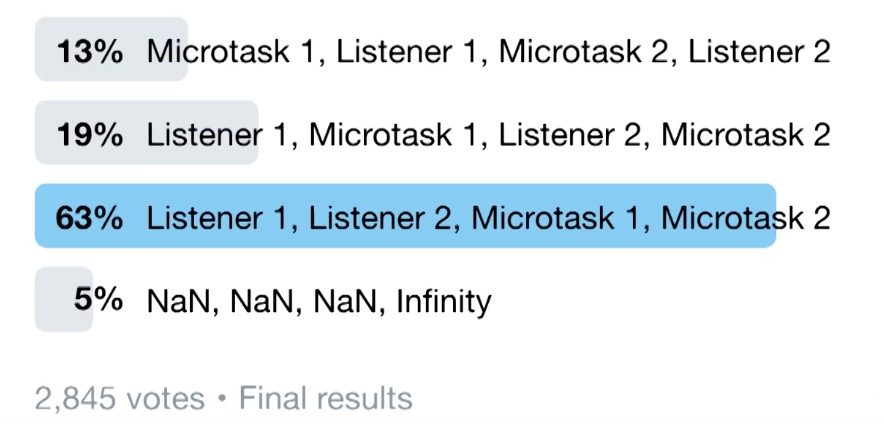 13% Microtask 1, Listener 1, Microtask 2, Listener 2
19% Listener 1, Microtask 1, Listener 2, Microtask 2
63% Listener 1, Listener 2, Microtask 1, Microtask 2
5% NaN, NaN, NaN, Infinity
2,845 votes • Final results